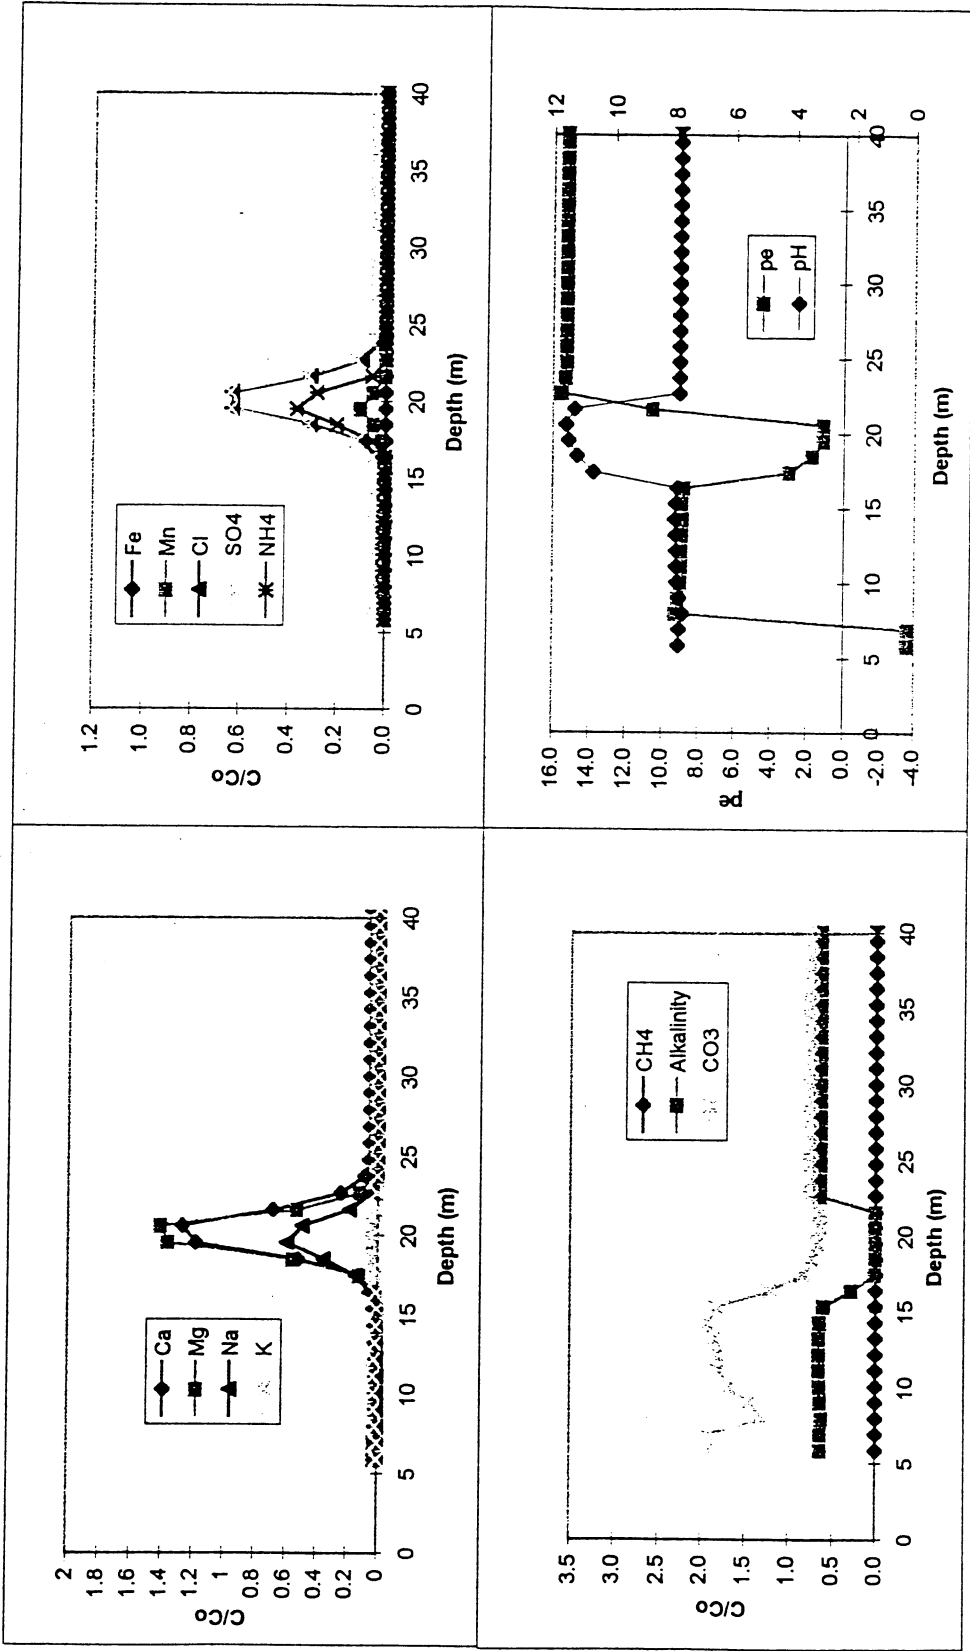 C/Co
2
1.8
1.6
1.4
1.2
1
0.8
0.6
0.4
0.2
0
Ca
Mg
Na
K
0 5 10 15 20 25 30 35 40
Depth (m)
C/Co
1.2
1.0
0.8
0.6
0.4
0.2
0.0
Fe
Mn
Cl
SO4
NH4
0 5 10 15 20 25 30 35 40
Depth (m)
C/Co
3.5
3.0
2.5
2.0
1.5
1.0
0.5
0.0
CH4
Alkalinity
CO3
0 5 10 15 20 25 30 35 40
Depth (m)
pe
16.0
14.0
12.0
10.0
8.0
6.0
4.0
2.0
0.0
-2.0
-4.0
pe
pH
12
10
8
6
4
2
0
0 5 10 15 20 25 30 35 40
Depth (m)